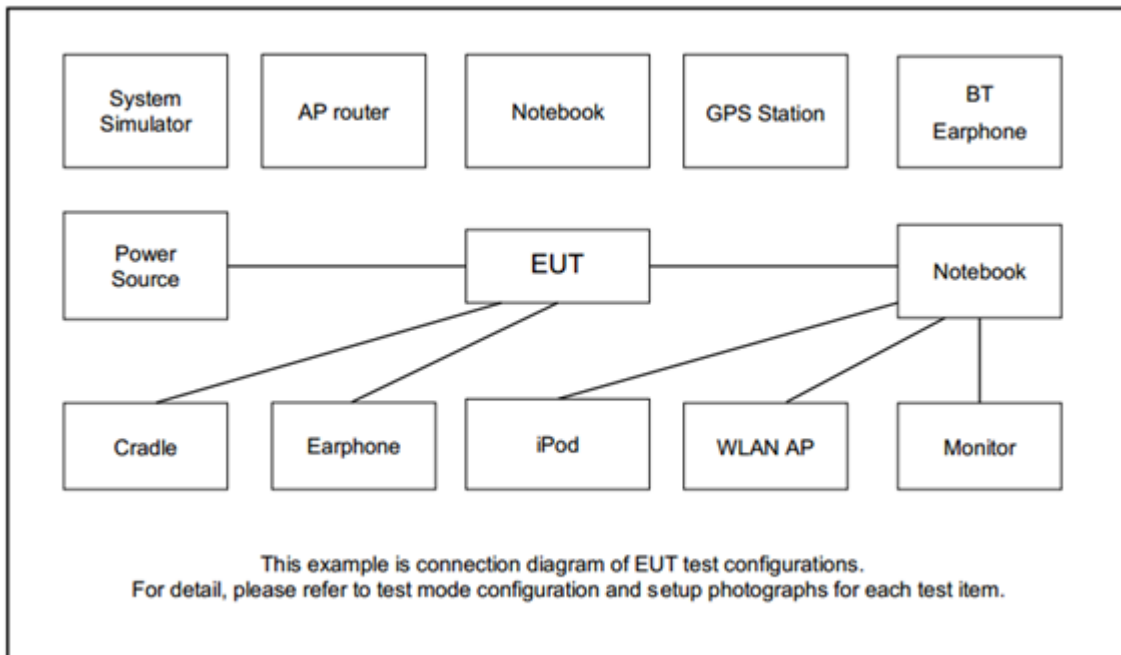 System
Simulator
AP router
Notebook
GPS Station
BT
Earphone
Power
Source
EUT
Notebook
Cradle
Earphone
iPod
WLAN AP
Monitor
This example is connection diagram of EUT test configurations.
For detail, please refer to test mode configuration and setup photographs for each test item.